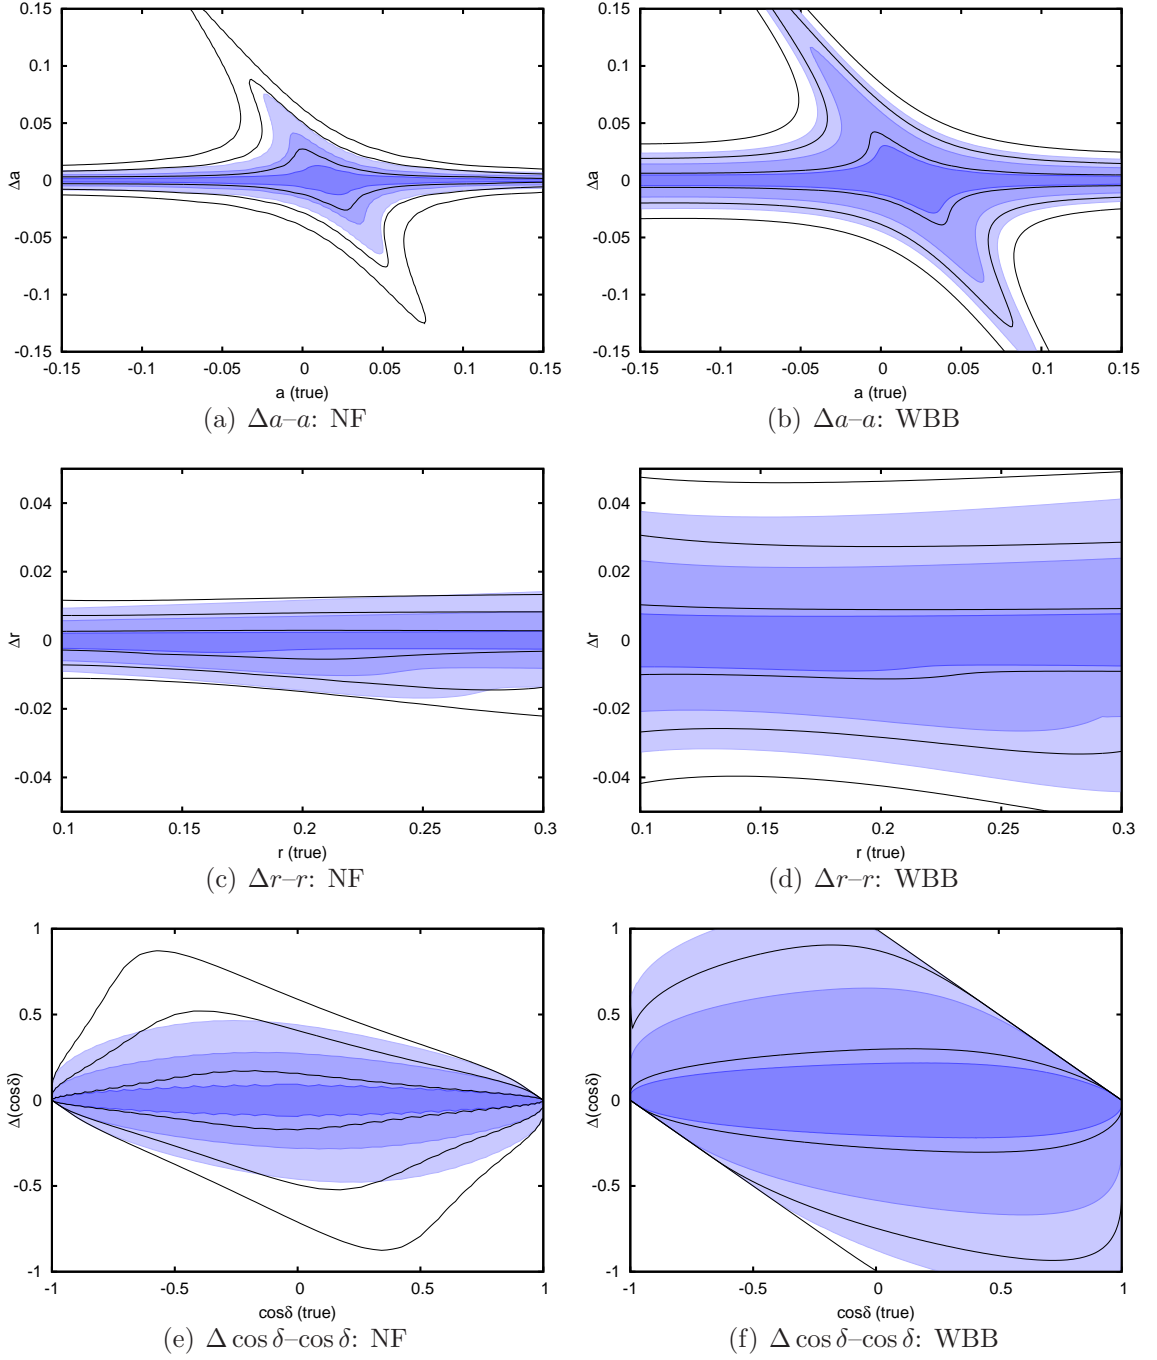 0.15
0.1
0.05
0
-0.05
-0.1
-0.15
Δa
-0.15 -0.1 -0.05 0 0.05 0.1 0.15
a (true)
(a) Δa–a: NF
0.15
0.1
0.05
0
-0.05
-0.1
-0.15
Δa
-0.15 -0.1 -0.05 0 0.05 0.1 0.15
a (true)
(b) Δa–a: WBB
0.04
0.02
0
-0.02
-0.04
Δr
0.1 0.15 0.2 0.25 0.3
r (true)
(c) Δr–r: NF
0.04
0.02
0
-0.02
-0.04
Δr
0.1 0.15 0.2 0.25 0.3
r (true)
(d) Δr–r: WBB
1
0.5
0
-0.5
-1
Δ(cosδ)
-1 -0.5 0 0.5 1
cosδ (true)
(e) Δ cos δ–cos δ: NF
1
0.5
0
-0.5
-1
Δ(cosδ)
-1 -0.5 0 0.5 1
cosδ (true)
(f) Δ cos δ–cos δ: WBB